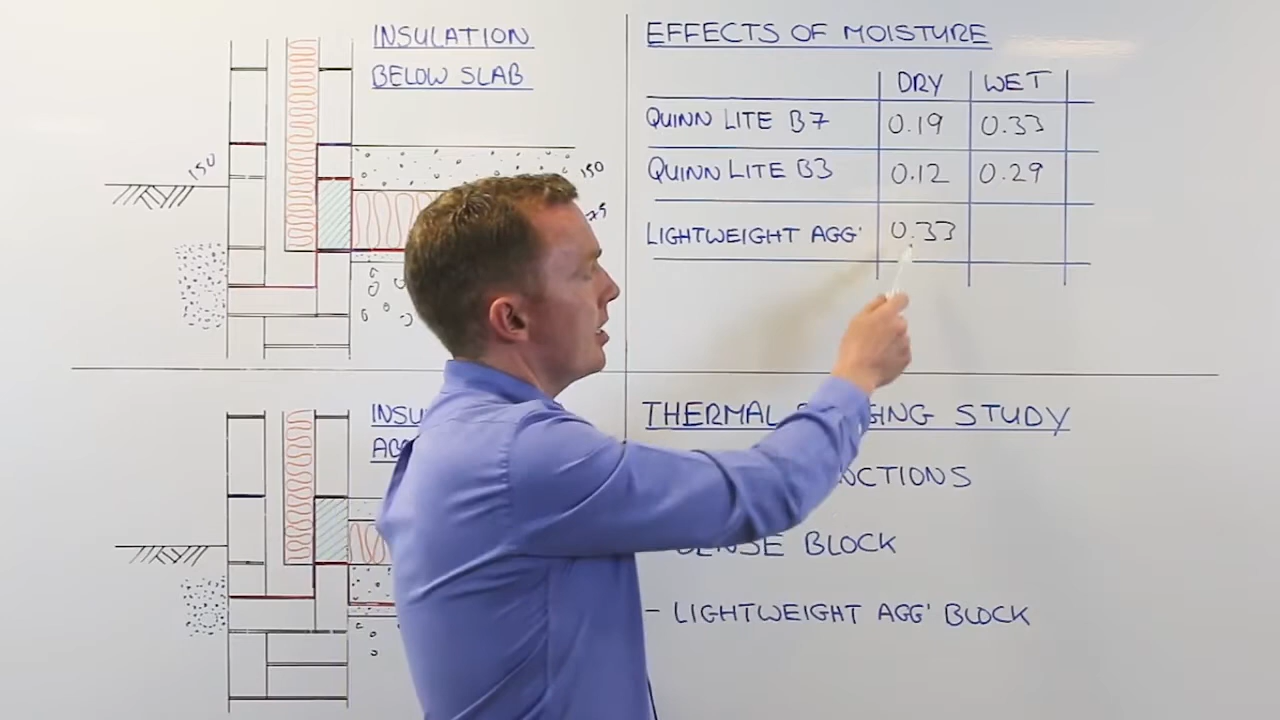 INSULATION
BELOW SLAB
150
150
EFFECTS OF MOISTURE
DRY WET
QUINN LITE B7 0.19 0.33
QUINN LITE B3 0.12 0.29
LIGHTWEIGHT AGG' 0.33
THERMAL STUDY
BLOCK
- LIGHTWEIGHT AGG' BLOCK